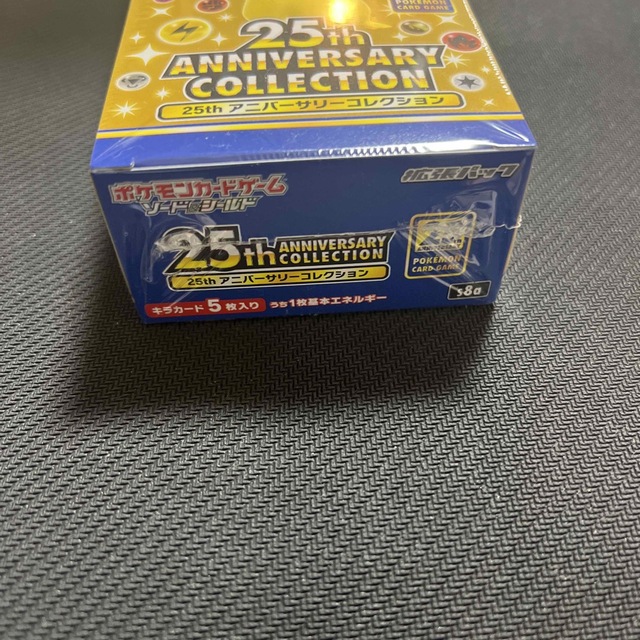 POKEMON
CARD GAME
25th
ANNIVERSARY
COLLECTION
25th アニバーサリーコレクション
ポケモンカードゲーム
ソード&シールド
拡張パック
25th ANNIVERSARY
COLLECTION
25th アニバーサリーコレクション
POKEMON
CARD GAME
キラカード 5 枚入り うち1枚基本エネルギー
s8a